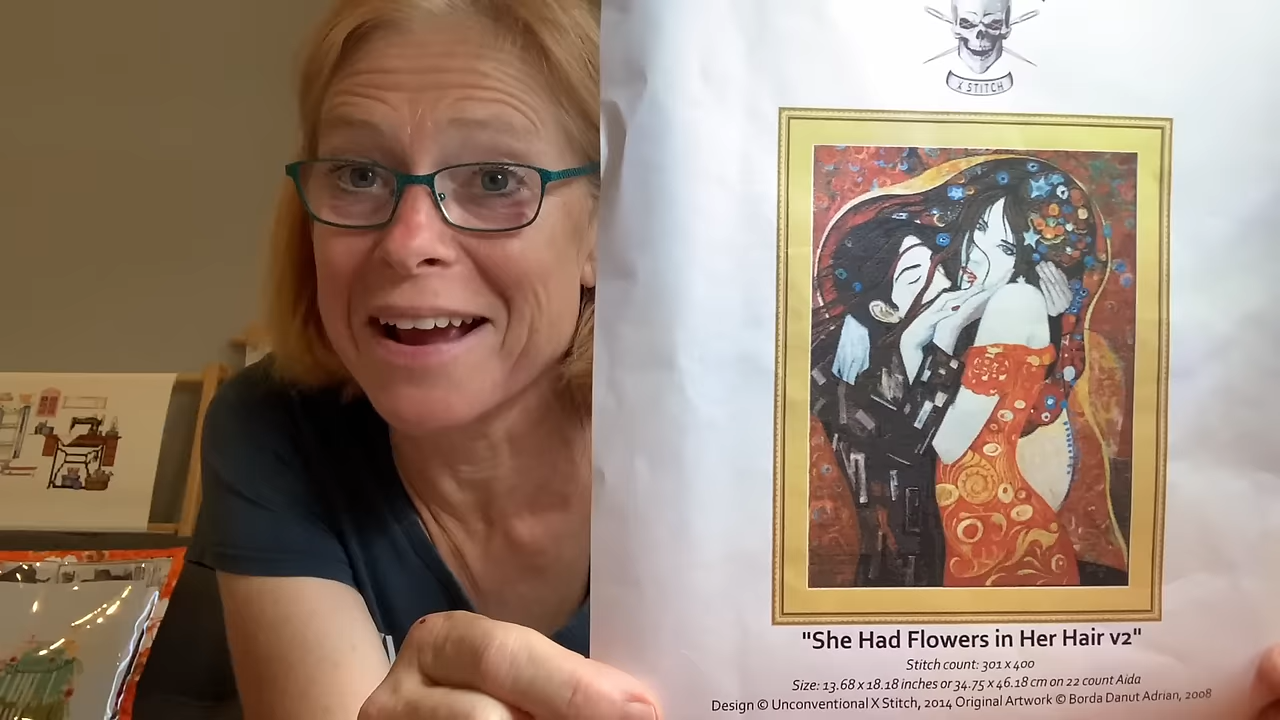 X STITCH
"She Had Flowers in Her Hair v2"
Stitch count: 301 x 400
Size: 13.68 x 18.18 inches or 34.75 x 46.18 cm on 22 count Aida
Design © Unconventional X Stitch, 2014 Original Artwork © Borda Danut Adrian, 2008